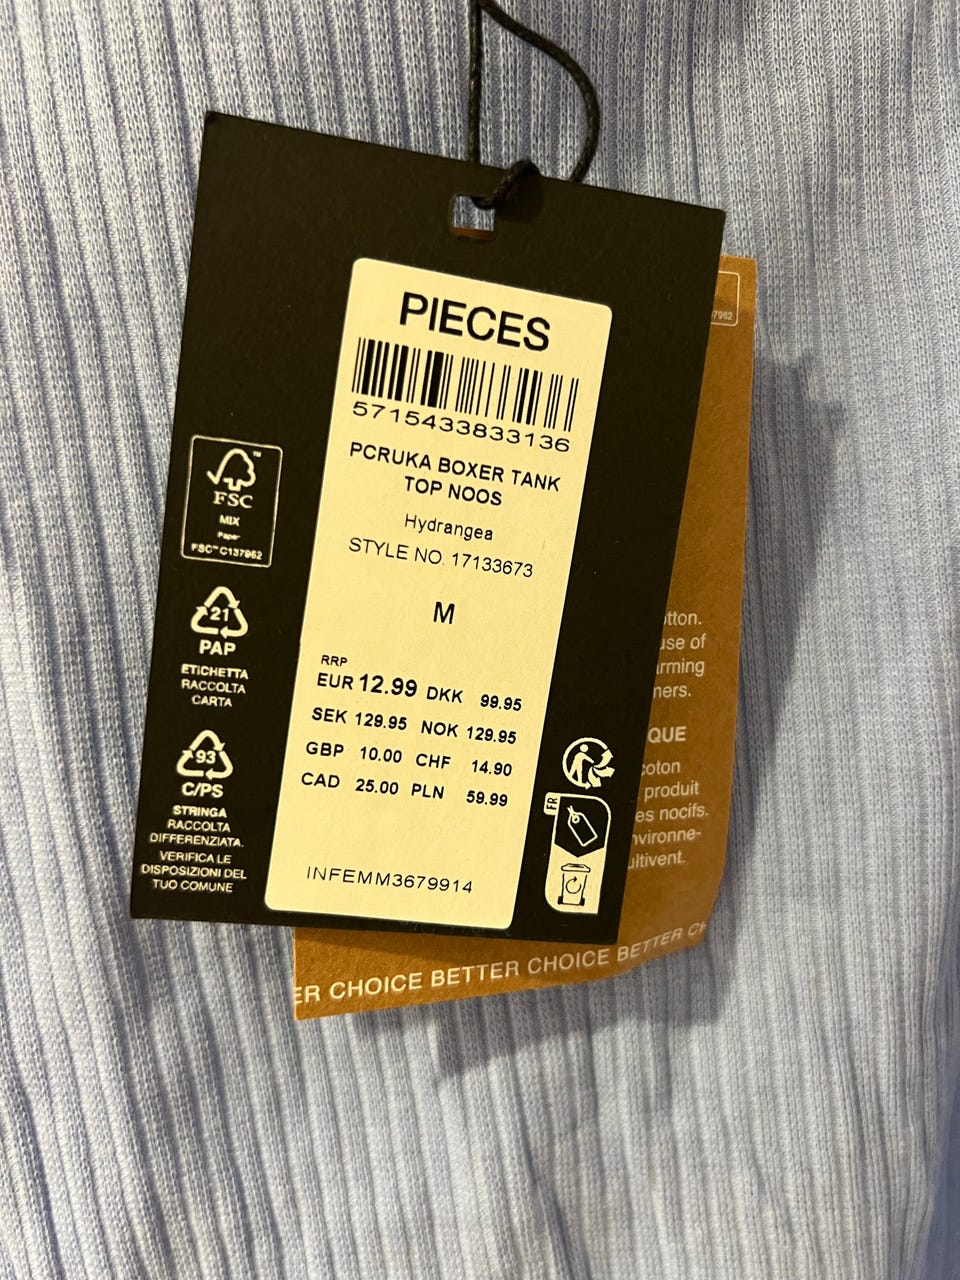 PIECES
5715433833136
PCRUKA BOXER TANK
TOP NOOS
Hydrangea
STYLE NO. 17133673
M
RRP
EUR 12.99 DKK 99.95
SEK 129.95 NOK 129.95
GBP 10.00 CHF 14.90
CAD 25.00 PLN 59.99
INFEMM3679914
FSC™
MIX
Paper
FSC™ C137962
21
PAP
ETICHETTA
RACCOLTA
CARTA
93
C/PS
STRINGA
RACCOLTA
DIFFERENZIATA.
VERIFICA LE
DISPOSIZIONI DEL
TUO COMUNE
FR
7962
otton.
use of
arming
ners.
QUE
coton
produit
es nocifs.
nvironne-
ultivent.
ER CHOICE BETTER CHOICE BETTER CH